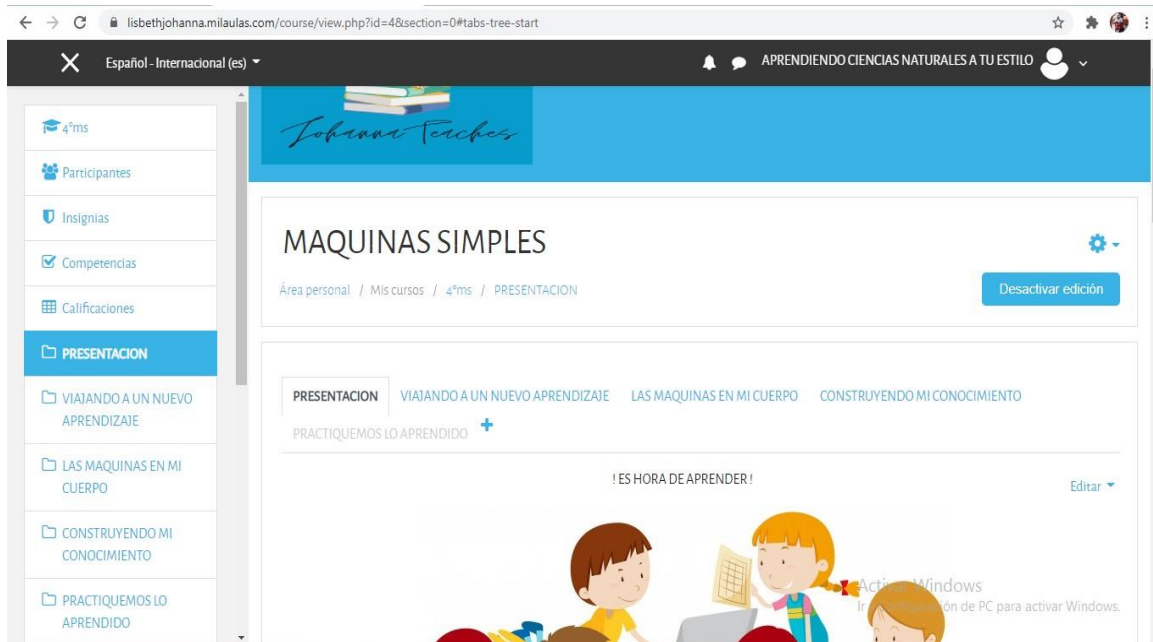 lisbethjohanna.milaulas.com/course/view.php?id=4&section=0#tabs-tree-start
Español - Internacional (es)
APRENDIENDO CIENCIAS NATURALES A TU ESTILO
4°ms
Participantes
Insignias
Competencias
Calificaciones
PRESENTACION
VIAJANDO A UN NUEVO
APRENDIZAJE
LAS MAQUINAS EN MI
CUERPO
CONSTRUYENDO MI
CONOCIMIENTO
PRACTIQUEMOS LO
APRENDIDO
Johanna Teaches
MAQUINAS SIMPLES
Área personal / Mis cursos / 4°ms / PRESENTACION
Desactivar edición
PRESENTACION VIAJANDO A UN NUEVO APRENDIZAJE LAS MAQUINAS EN MI CUERPO CONSTRUYENDO MI CONOCIMIENTO
PRACTIQUEMOS LO APRENDIDO +
! ES HORA DE APRENDER !
Editar
Activar Windows
Ir a Configuración de PC para activar Windows.